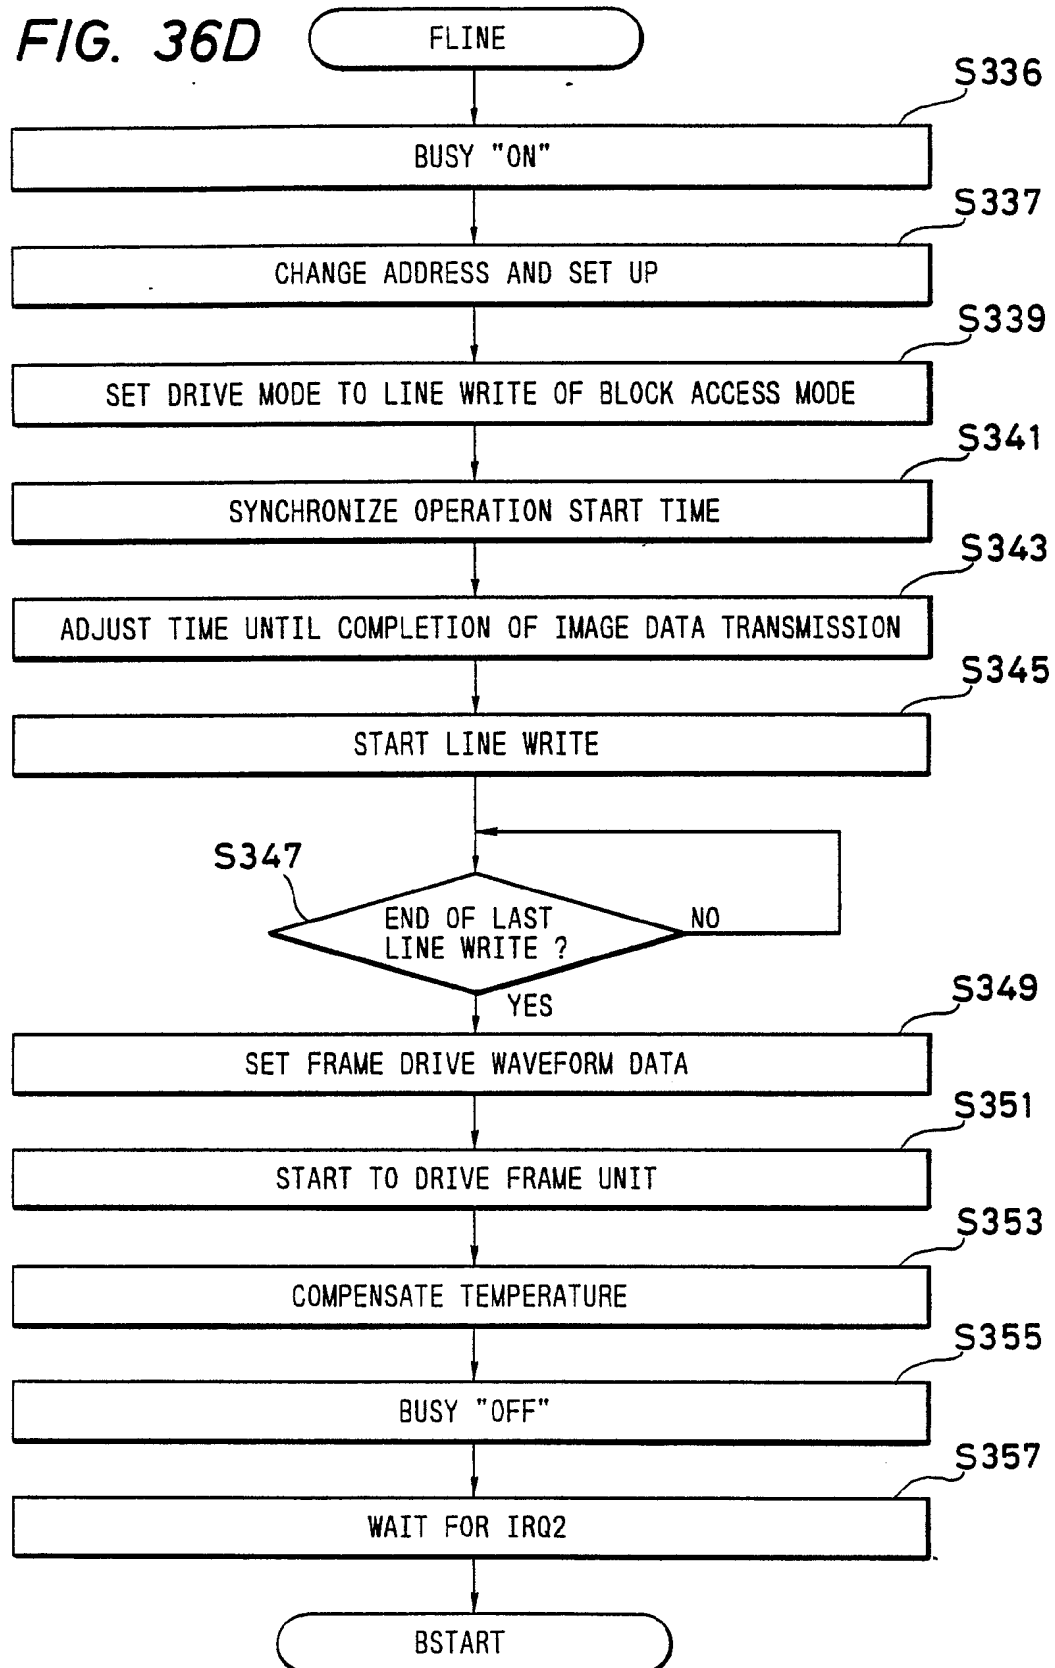 FIG. 36D
FLINE
S336
BUSY "ON"
S337
CHANGE ADDRESS AND SET UP
S339
SET DRIVE MODE TO LINE WRITE OF BLOCK ACCESS MODE
S341
SYNCHRONIZE OPERATION START TIME
S343
ADJUST TIME UNTIL COMPLETION OF IMAGE DATA TRANSMISSION
S345
START LINE WRITE
S347
END OF LAST
LINE WRITE ?
NO
YES
S349
SET FRAME DRIVE WAVEFORM DATA
S351
START TO DRIVE FRAME UNIT
S353
COMPENSATE TEMPERATURE
S355
BUSY "OFF"
S357
WAIT FOR IRQ2
BSTART